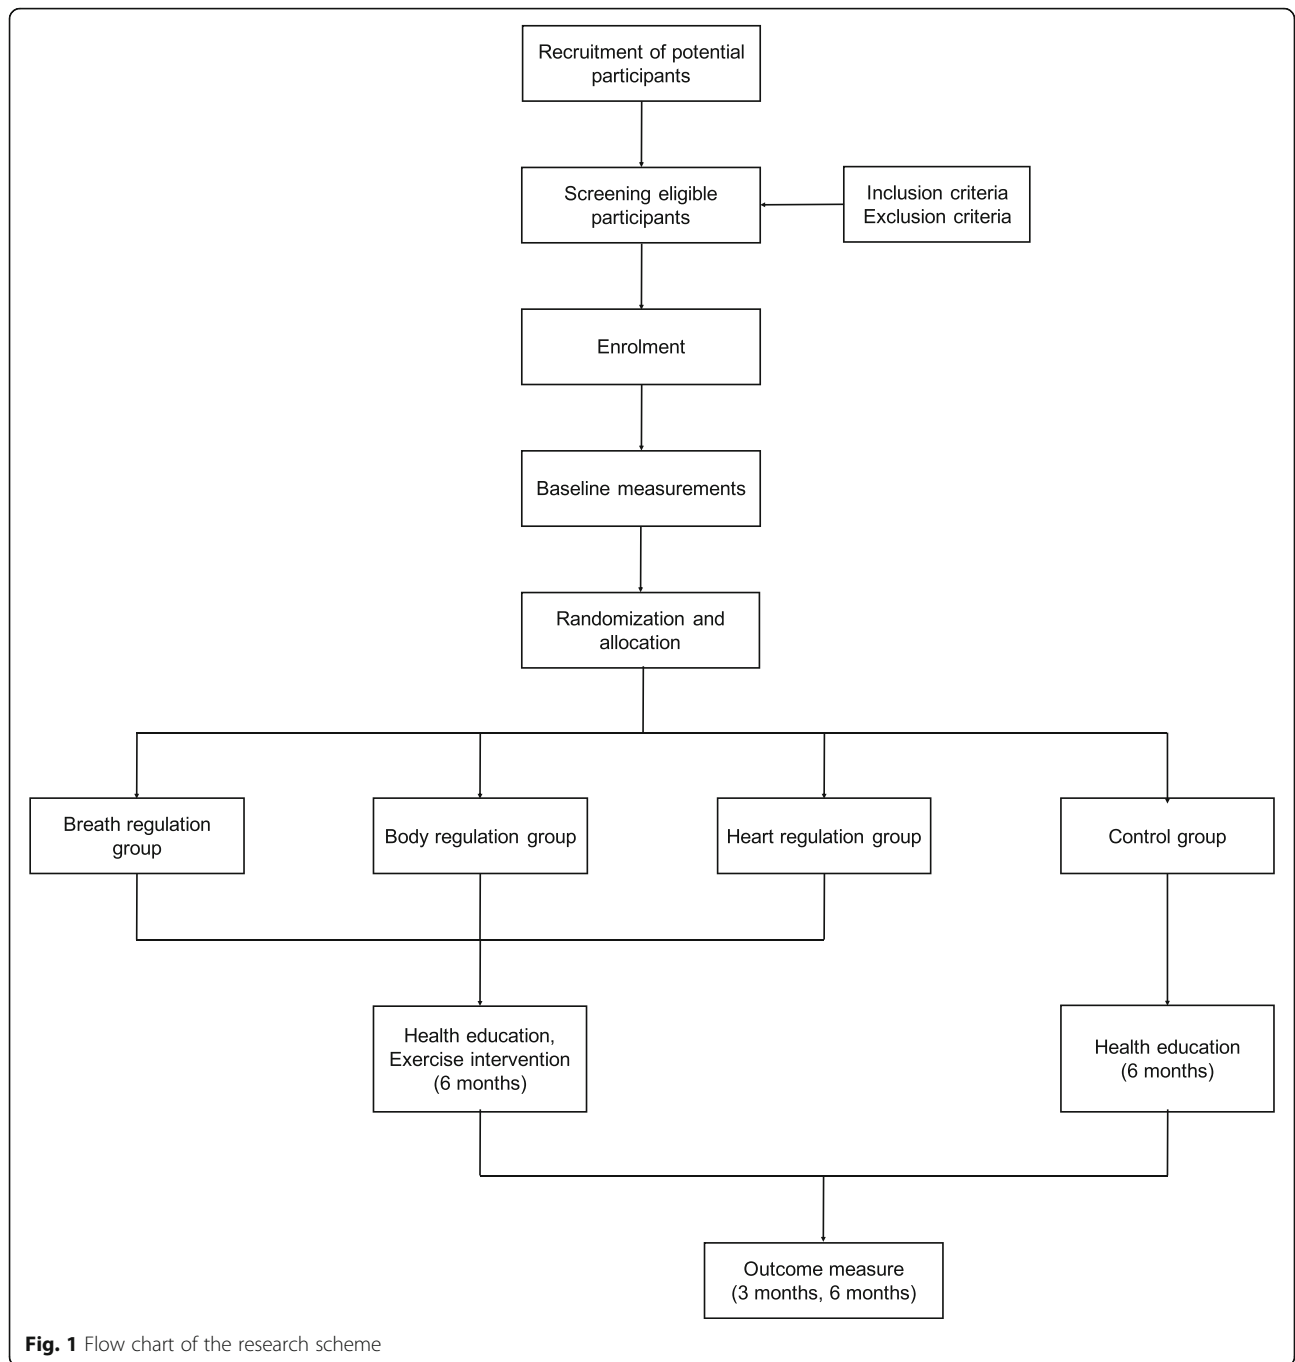 Recruitment of potential
participants
Screening eligible
participants
Inclusion criteria
Exclusion criteria
Enrolment
Baseline measurements
Randomization and
allocation
Breath regulation
group
Body regulation group
Heart regulation group
Control group
Health education,
Exercise intervention
(6 months)
Health education
(6 months)
Outcome measure
(3 months, 6 months)
Fig. 1 Flow chart of the research scheme